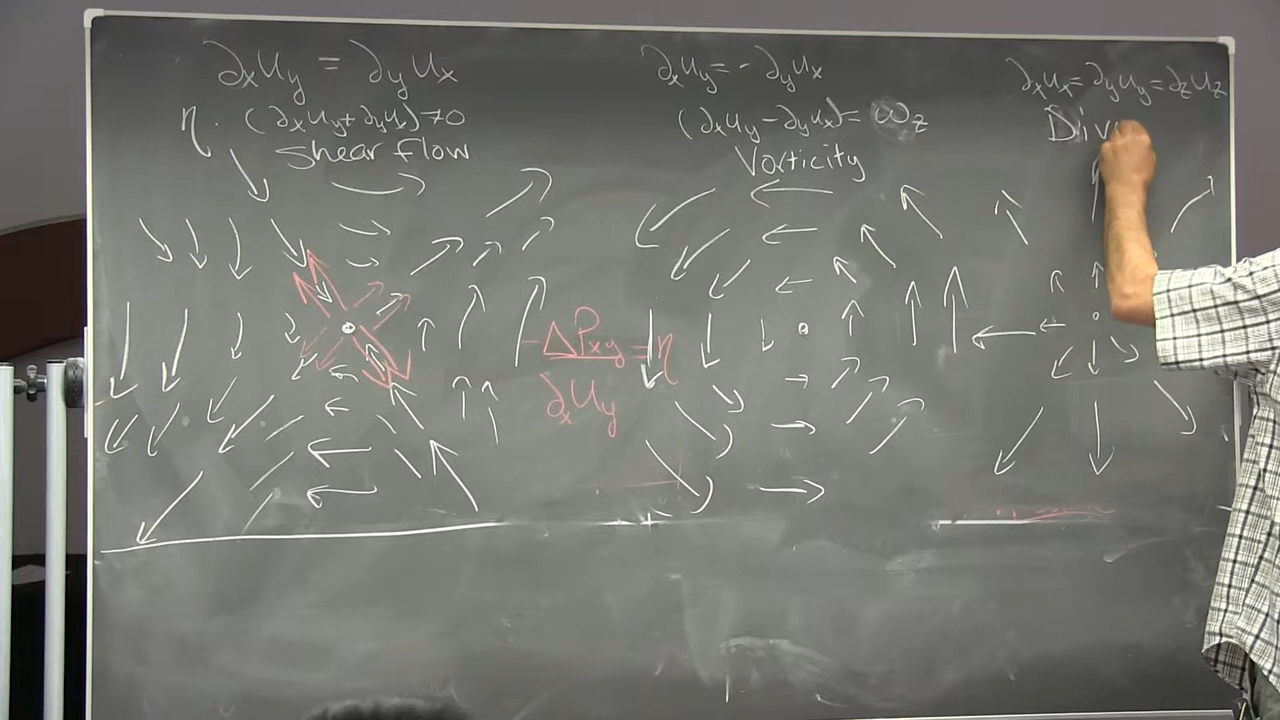 ∂xUy = ∂yUx
η · (∂xUy+∂yUx)≠0
Shear flow
∂xUy = - ∂yUx
(∂xUy - ∂yUx) = ωz
Vorticity
∂xUx = ∂yUy = ∂zUz
Div
-ΔPxy/∂xUy = η